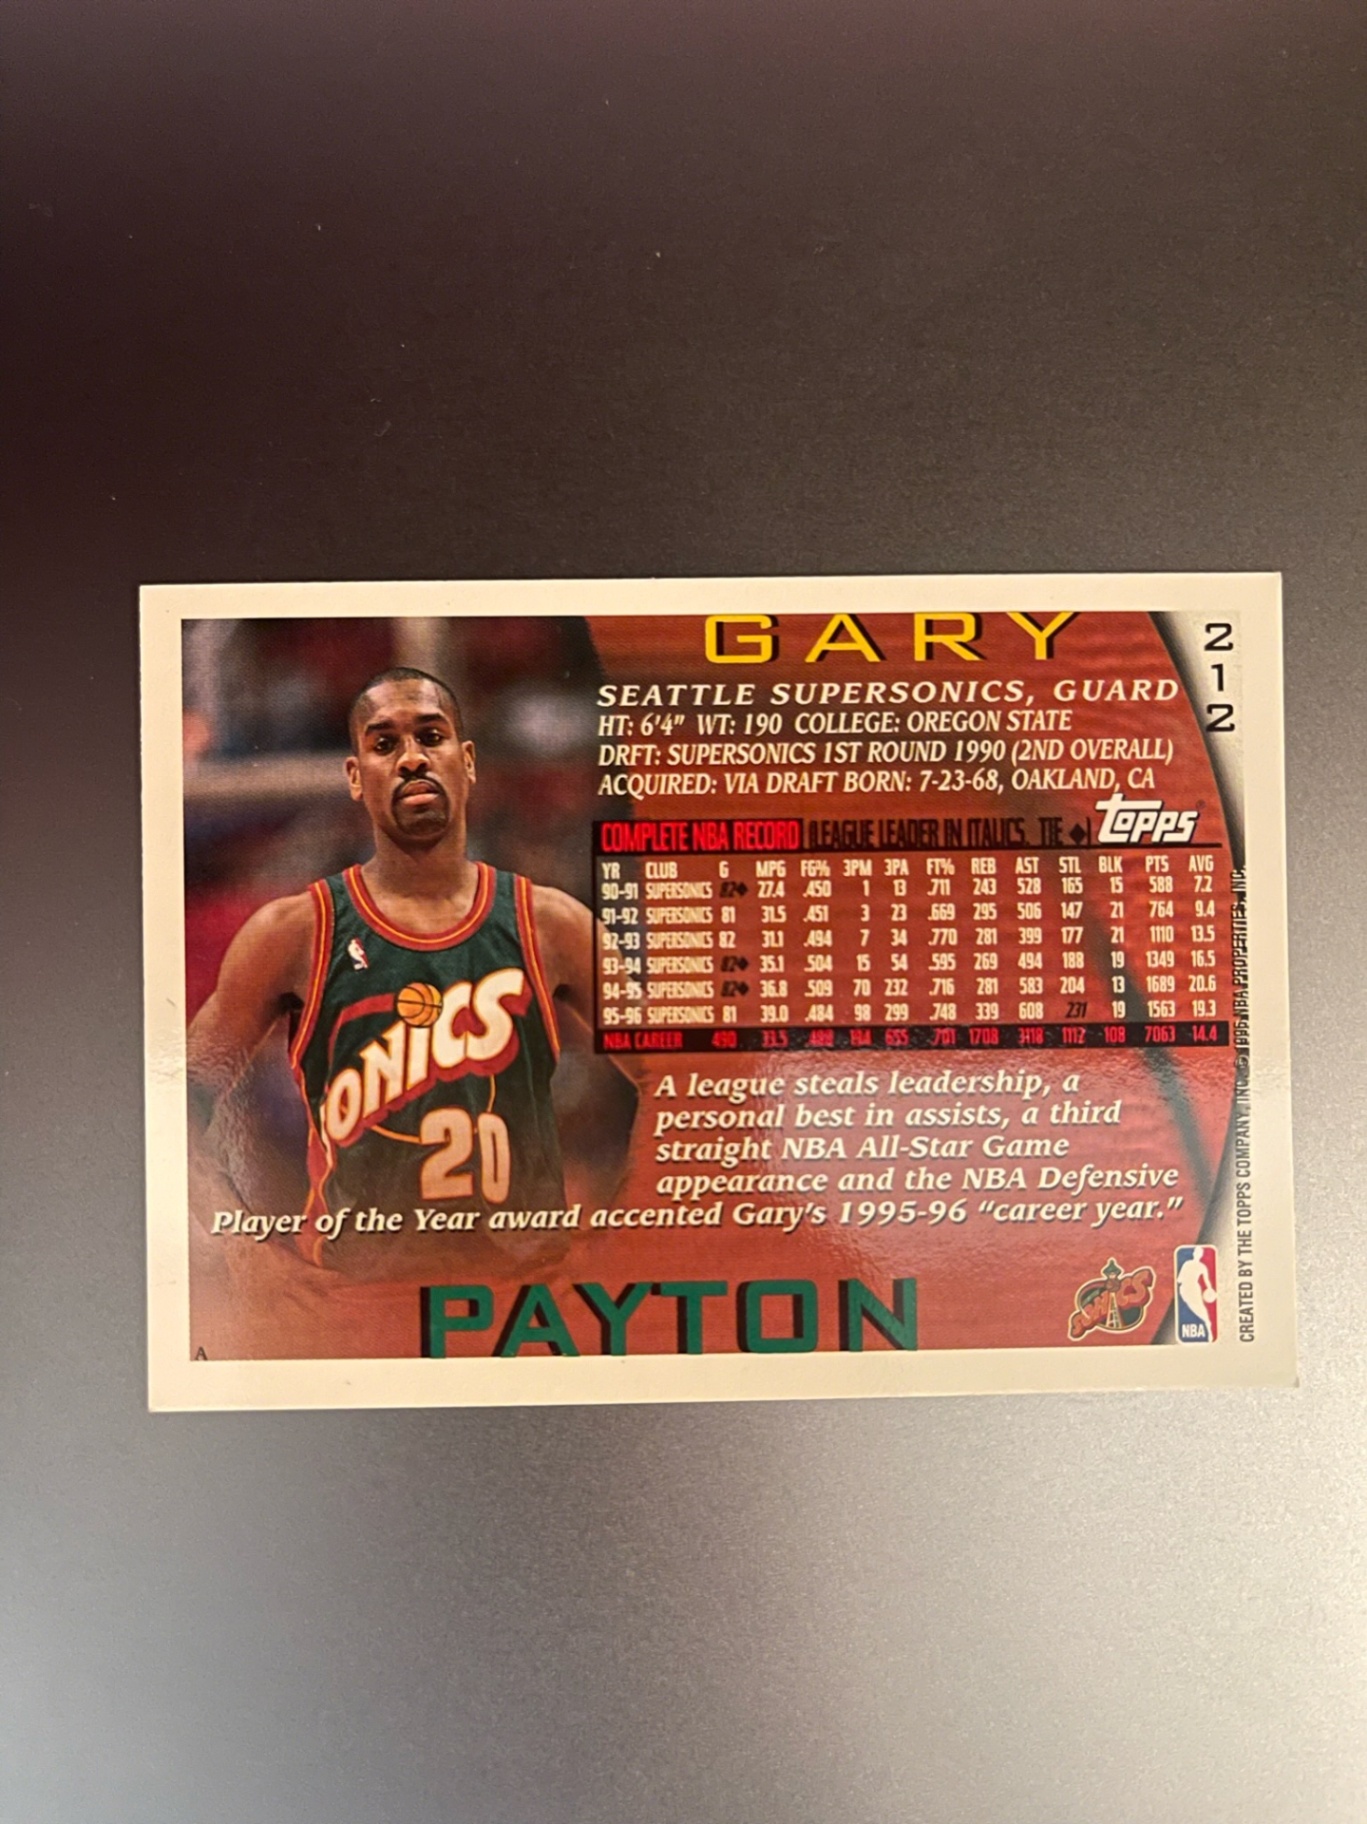 GARY
2
1
2
SEATTLE SUPERSONICS, GUARD
HT: 6'4" WT: 190 COLLEGE: OREGON STATE
DRFT: SUPERSONICS 1ST ROUND 1990 (2ND OVERALL)
ACQUIRED: VIA DRAFT BORN: 7-23-68, OAKLAND, CA
Topps
COMPLETE NBA RECORD (LEAGUE LEADER IN ITALICS, TIE ◆)
YR CLUB G MPG FG% 3PM 3PA FT% REB AST STL BLK PTS AVG
90-91 SUPERSONICS 82◆ 27.4 .450 1 13 .711 243 528 165 15 588 7.2
91-92 SUPERSONICS 81 31.5 .451 3 23 .669 295 506 147 21 764 9.4
92-93 SUPERSONICS 82 31.1 .494 7 34 .770 281 399 177 21 1110 13.5
93-94 SUPERSONICS 82◆ 35.1 .504 15 54 .595 269 494 188 19 1349 16.5
94-95 SUPERSONICS 82◆ 36.8 .509 70 232 .716 281 583 204 13 1689 20.6
95-96 SUPERSONICS 81 39.0 .484 98 299 .748 339 608 231 19 1563 19.3
NBA CAREER 490 33.5 655 .701 1708 3118 1112 108 7063 14.4
A league steals leadership, a
personal best in assists, a third
straight NBA All-Star Game
appearance and the NBA Defensive
Player of the Year award accented Gary's 1995-96 "career year."
PAYTON
SONICS
20
SONICS
NBA
A
CREATED BY THE TOPPS COMPANY, INC. © 1996 NBA PROPERTIES, INC.